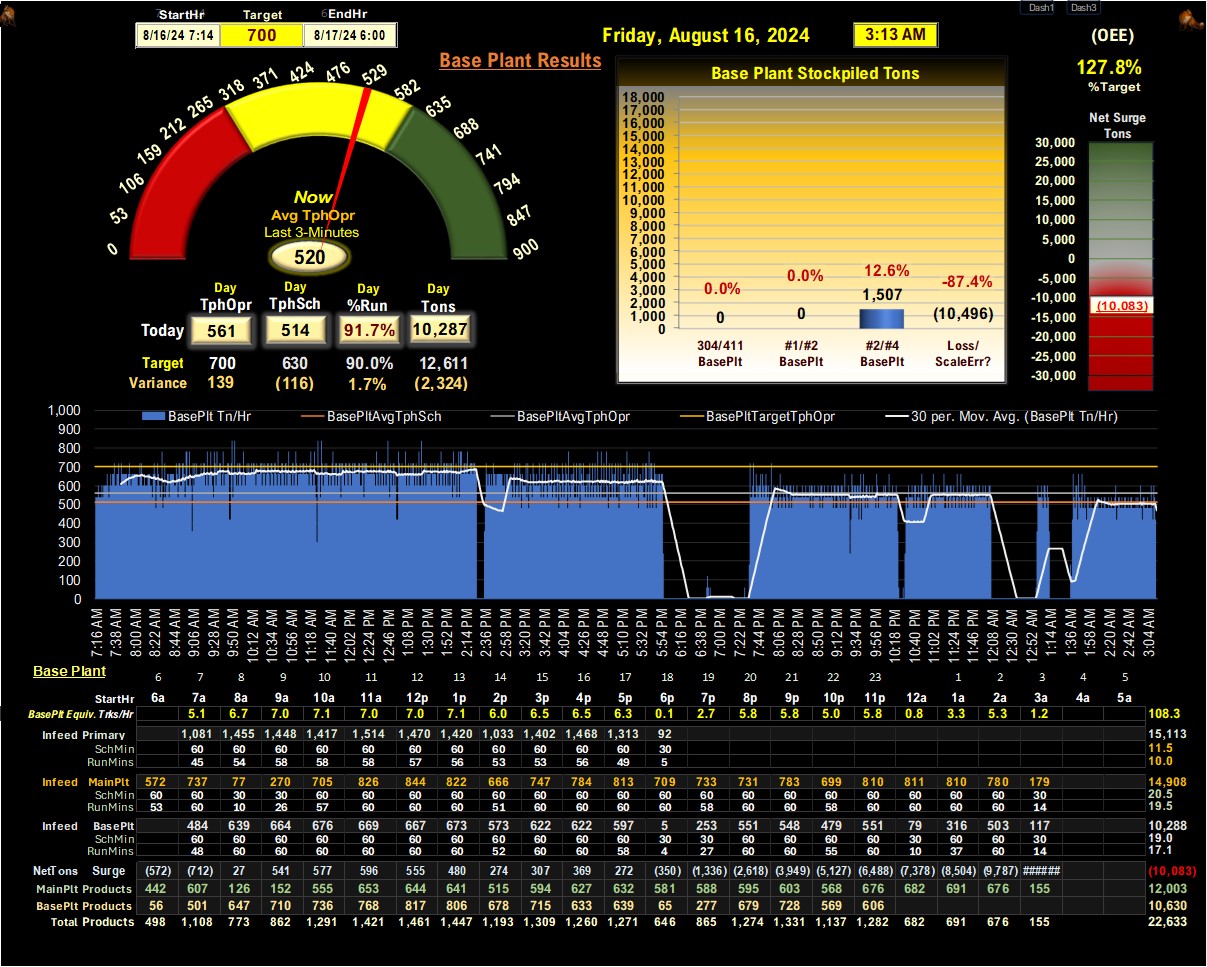 Dash1 Dash3
StartHr Target EndHr
8/16/24 7:14 700 8/17/24 6:00
Friday, August 16, 2024 3:13 AM
(OEE)
127.8%
%Target
Base Plant Results
0 53 106 159 212 265 318 371 424 476 529 582 635 688 741 794 847 900
Now
Avg TphOpr
Last 3-Minutes
520
Day Day Day Day
TphOpr TphSch %Run Tons
Today 561 514 91.7% 10,287
Target 700 630 90.0% 12,611
Variance 139 (116) 1.7% (2,324)
Base Plant Stockpiled Tons
18,000
17,000
16,000
15,000
14,000
13,000
12,000
11,000
10,000
9,000
8,000
7,000
6,000
5,000
4,000
3,000
2,000
1,000
0
0.0% 0.0% 12.6% -87.4%
0 0 1,507 (10,496)
304/411 #1/#2 #2/#4 Loss/
BasePlt BasePlt BasePlt ScaleErr?
Net Surge
Tons
30,000
25,000
20,000
15,000
10,000
5,000
0
-5,000
-10,000
-15,000
-20,000
-25,000
-30,000
(10,083)
BasePlt Tn/Hr BasePltAvgTphSch BasePltAvgTphOpr BasePltTargetTphOpr 30 per. Mov. Avg. (BasePlt Tn/Hr)
1,000
900
800
700
600
500
400
300
200
100
0
7:16 AM 7:38 AM 8:00 AM 8:22 AM 8:44 AM 9:06 AM 9:28 AM 9:50 AM 10:12 AM 10:34 AM 10:56 AM 11:18 AM 11:40 AM 12:02 PM 12:24 PM 12:46 PM 1:08 PM 1:30 PM 1:52 PM 2:14 PM 2:36 PM 2:58 PM 3:20 PM 3:42 PM 4:04 PM 4:26 PM 4:48 PM 5:10 PM 5:32 PM 5:54 PM 6:16 PM 6:38 PM 7:00 PM 7:22 PM 7:44 PM 8:06 PM 8:28 PM 8:50 PM 9:12 PM 9:34 PM 9:56 PM 10:18 PM 10:40 PM 11:02 PM 11:24 PM 11:46 PM 12:08 AM 12:30 AM 12:52 AM 1:14 AM 1:36 AM 1:58 AM 2:20 AM 2:42 AM 3:04 AM
Base Plant
6 7 8 9 10 11 12 13 14 15 16 17 18 19 20 21 22 23 1 2 3 4 5
StartHr 6a 7a 8a 9a 10a 11a 12p 1p 2p 3p 4p 5p 6p 7p 8p 9p 10p 11p 12a 1a 2a 3a 4a 5a
BasePlt Equiv. Trks/Hr 5.1 6.7 7.0 7.1 7.0 7.0 7.1 6.0 6.5 6.5 6.3 0.1 2.7 5.8 5.8 5.0 5.8 0.8 3.3 5.3 1.2 108.3
Infeed Primary 1,081 1,455 1,448 1,417 1,514 1,470 1,420 1,033 1,402 1,468 1,313 92 15,113
SchMin 60 60 60 60 60 60 60 60 60 60 60 30 11.5
RunMins 45 54 58 58 58 57 56 53 53 56 49 5 10.0
Infeed MainPlt 572 737 77 270 705 826 844 822 666 747 784 813 709 733 731 783 699 810 811 810 780 179 14,908
SchMin 60 60 30 30 60 60 60 60 60 60 60 60 60 60 60 60 60 60 60 60 60 30 20.5
RunMins 53 60 10 26 57 60 60 60 51 60 60 60 60 58 60 60 58 60 60 60 60 14 19.5
Infeed BasePlt 484 639 664 676 669 667 673 573 622 622 597 5 253 551 548 479 551 79 316 503 117 10,288
SchMin 60 60 60 60 60 60 60 60 60 60 60 30 30 60 60 60 60 30 60 60 30 19.0
RunMins 48 60 60 60 60 60 60 52 60 60 58 4 27 60 60 55 60 10 37 60 14 17.1
NetTons Surge (572) (712) 27 541 577 596 555 480 274 307 369 272 (350) (1,336) (2,618) (3,949) (5,127) (6,488) (7,378) (8,504) (9,787) ###### (10,083)
MainPlt Products 442 607 126 152 555 653 644 641 515 594 627 632 581 588 595 603 568 676 682 691 676 155 12,003
BasePlt Products 56 501 647 710 736 768 817 806 678 715 633 639 65 277 679 728 569 606 10,630
Total Products 498 1,108 773 862 1,291 1,421 1,461 1,447 1,193 1,309 1,260 1,271 646 865 1,274 1,331 1,137 1,282 682 691 676 155 22,633